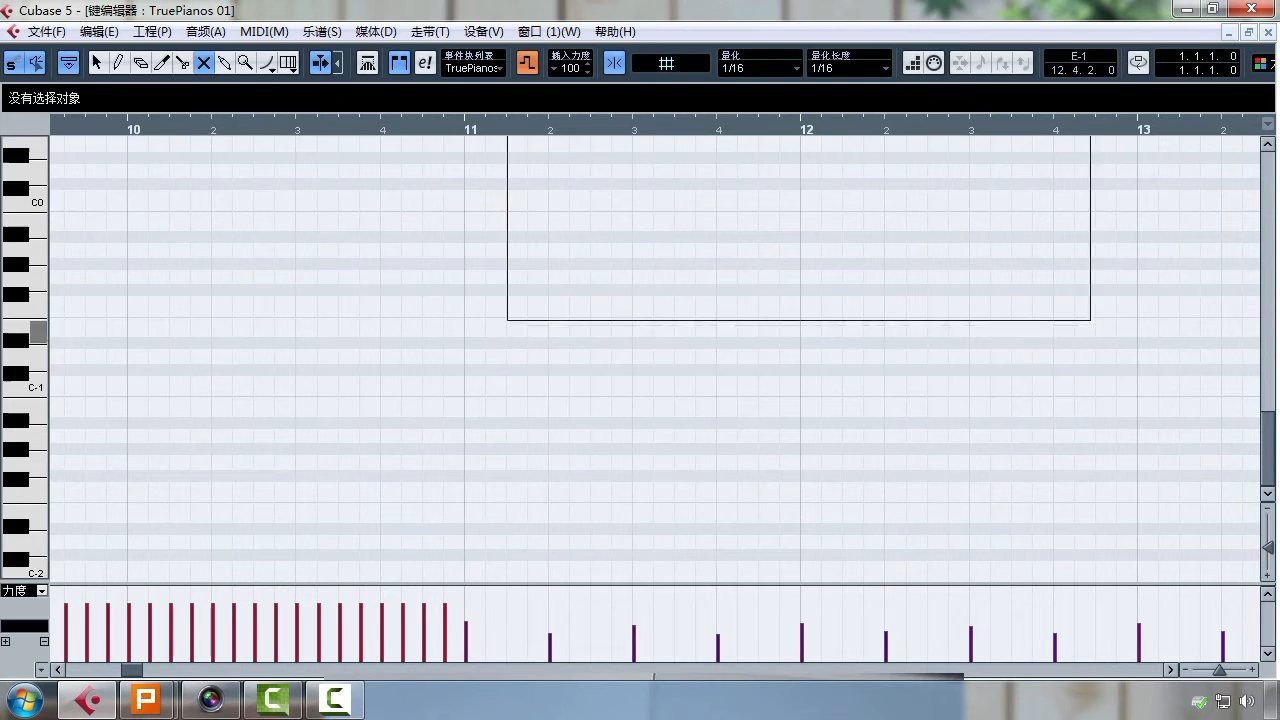 Cubase 5 - [键编辑器：TruePianos 01]
文件(F) 编辑(E) 工程(P) 音频(A) MIDI(M) 乐谱(S) 媒体(D) 走带(T) 设备(V) 窗口 (1)(W) 帮助(H)
事件块列表 输入力度 量化 量化长度 E-1 1. 1. 1. 0
TruePianos 100 1/16 1/16 12. 4. 2. 0 1. 1. 1. 0
没有选择对象
10 2 3 4 11 2 3 4 12 2 3 4 13 2
C0
C-1
C-2
力度